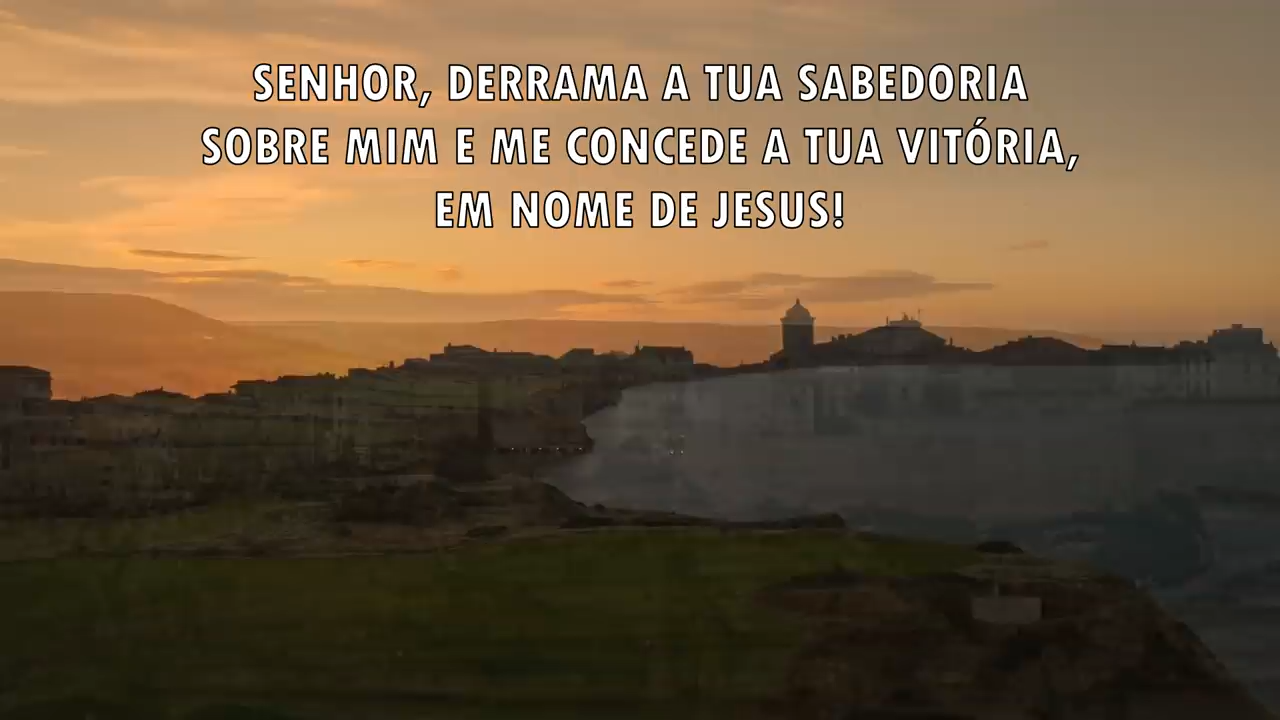 SENHOR, DERRAMA A TUA SABEDORIA
SOBRE MIM E ME CONCEDE A TUA VITÓRIA,
EM NOME DE JESUS!